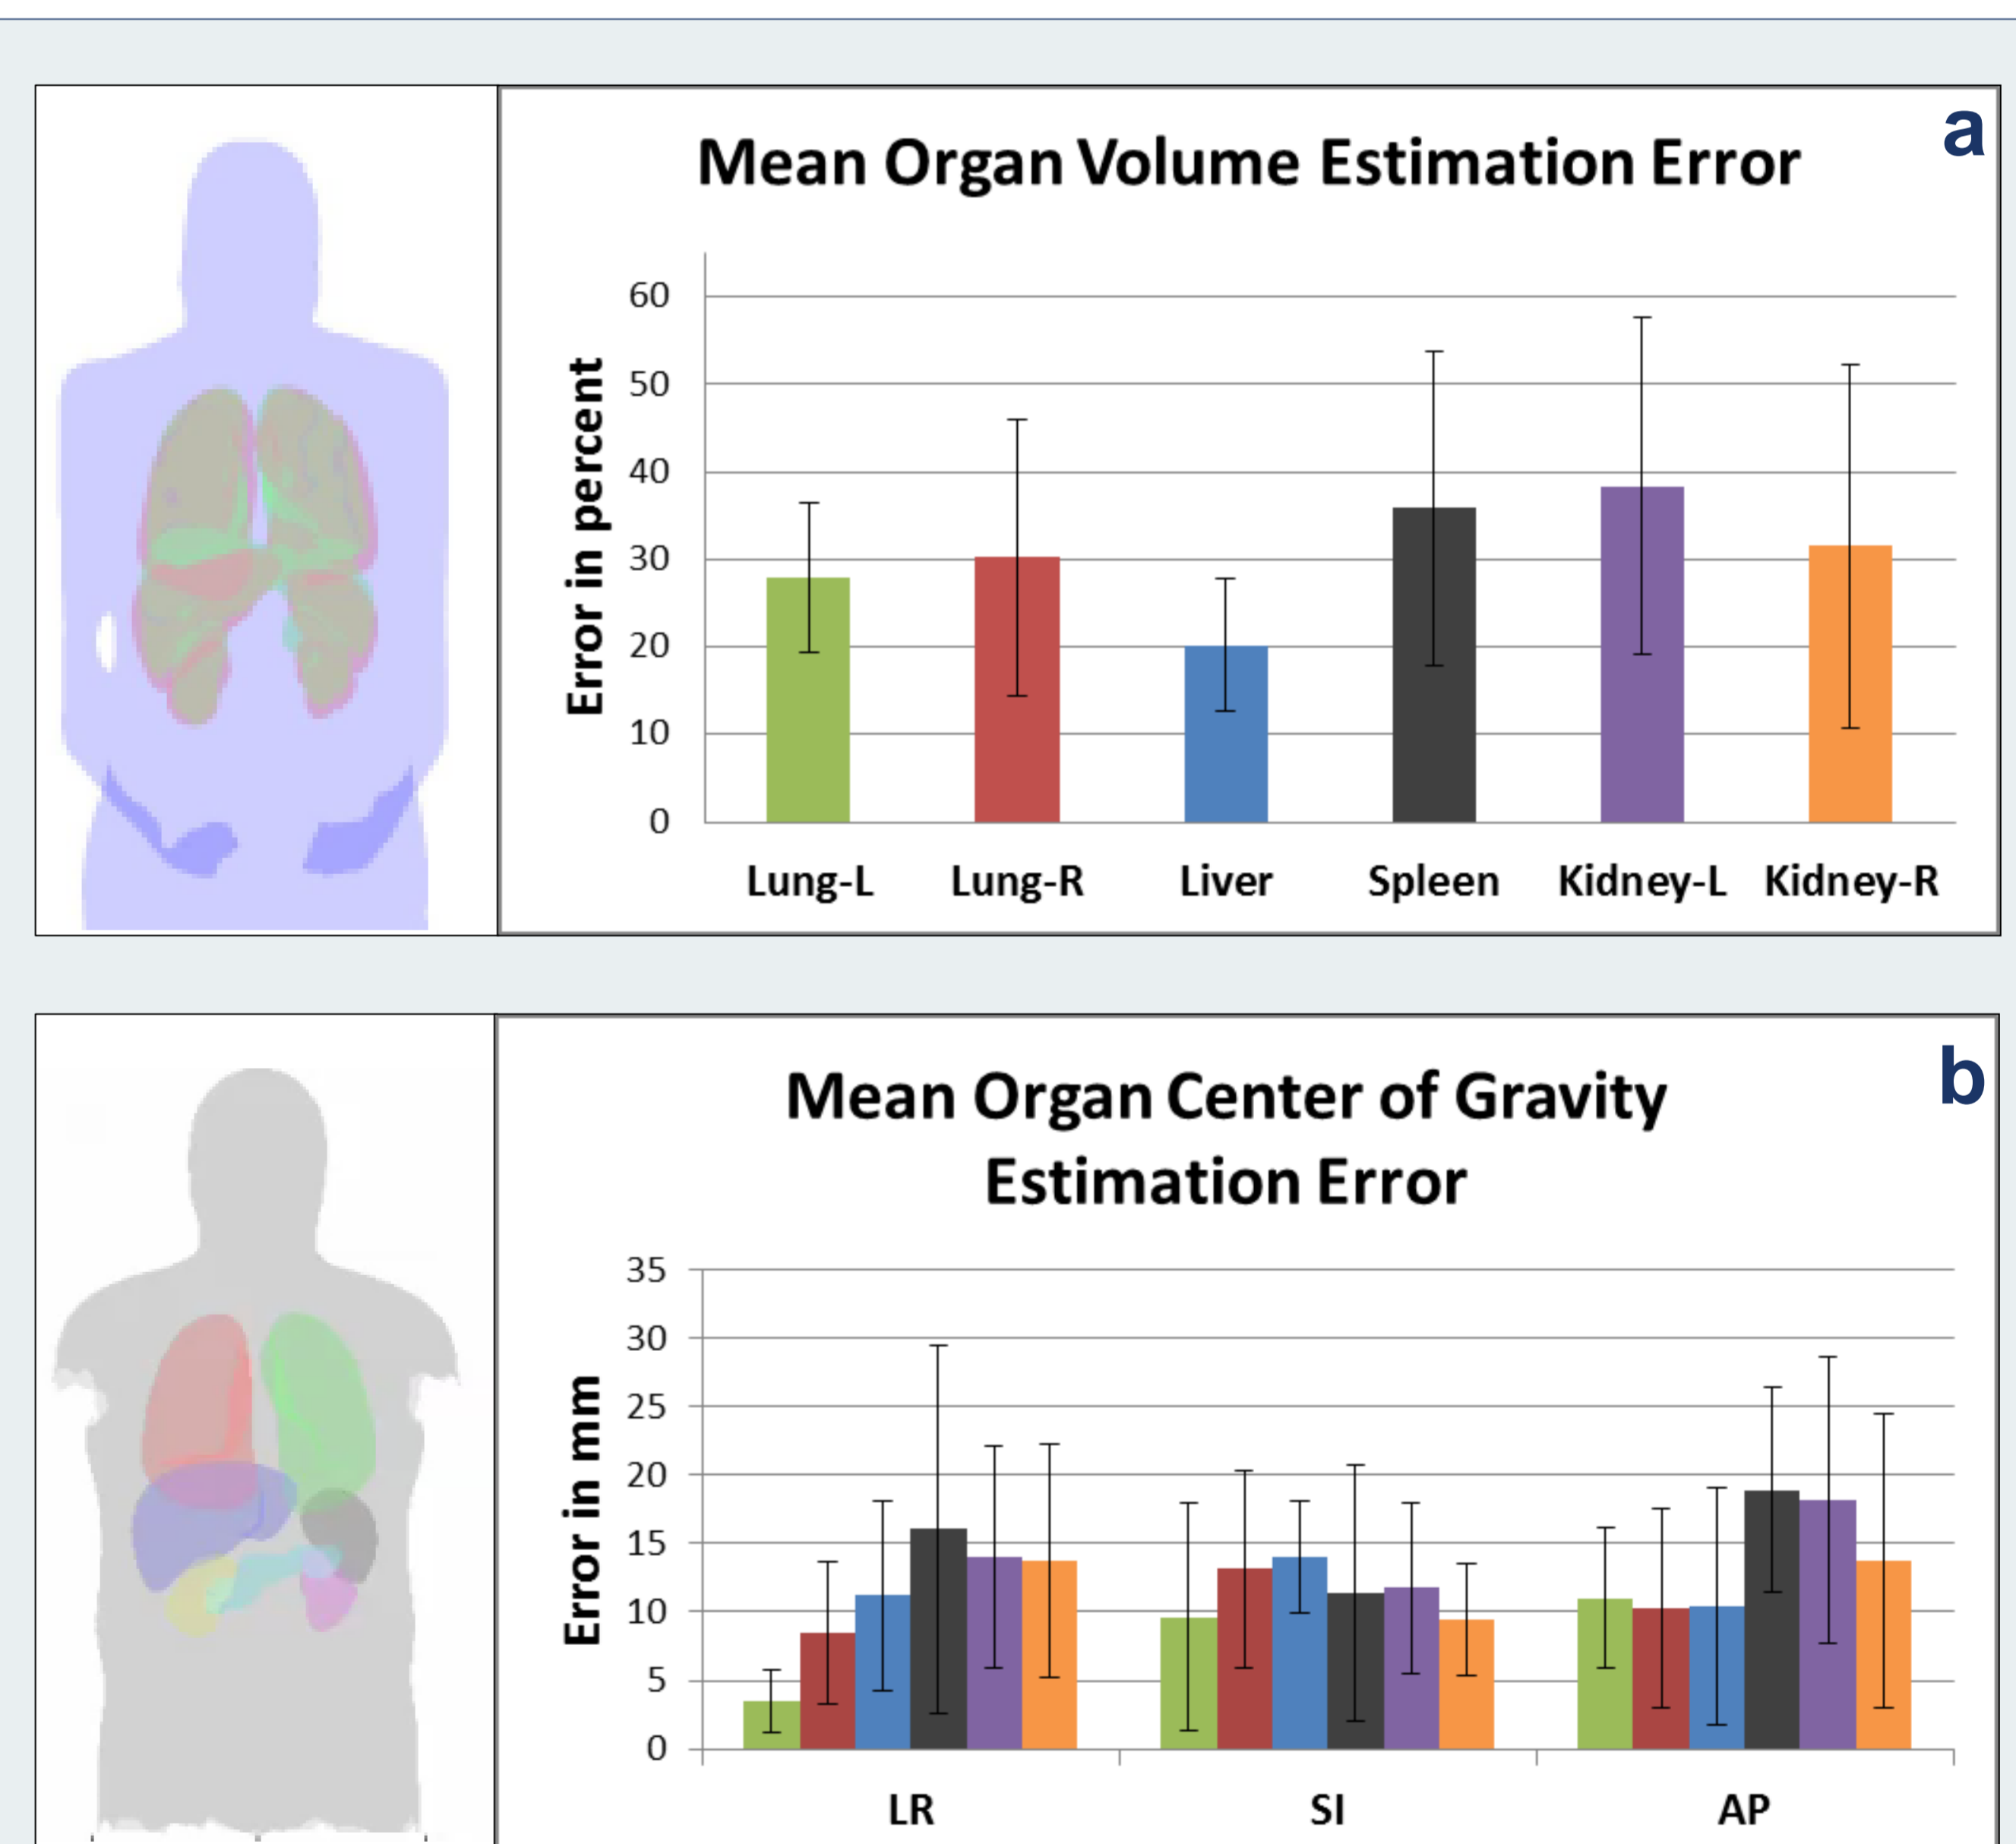 a
Mean Organ Volume Estimation Error
Error in percent
60
50
40
30
20
10
0
Lung-L Lung-R Liver Spleen Kidney-L Kidney-R
b
Mean Organ Center of Gravity
Estimation Error
Error in mm
35
30
25
20
15
10
5
0
LR SI AP